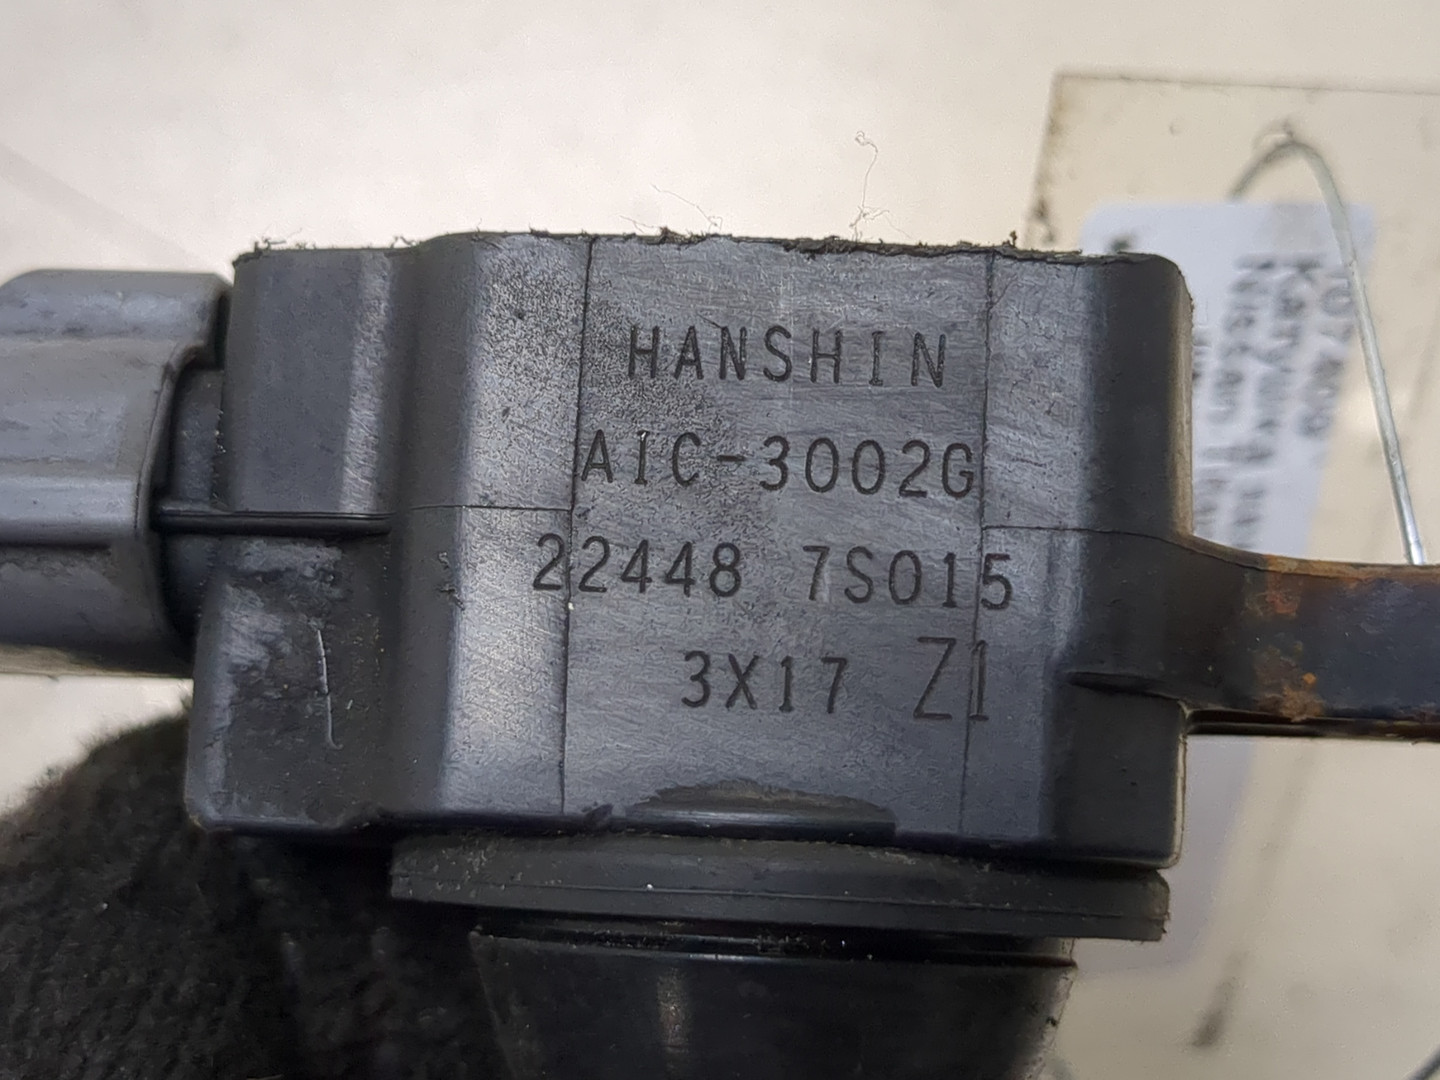 HANSHIN
AIC-3002G
22448 7S015
3X17 Z1